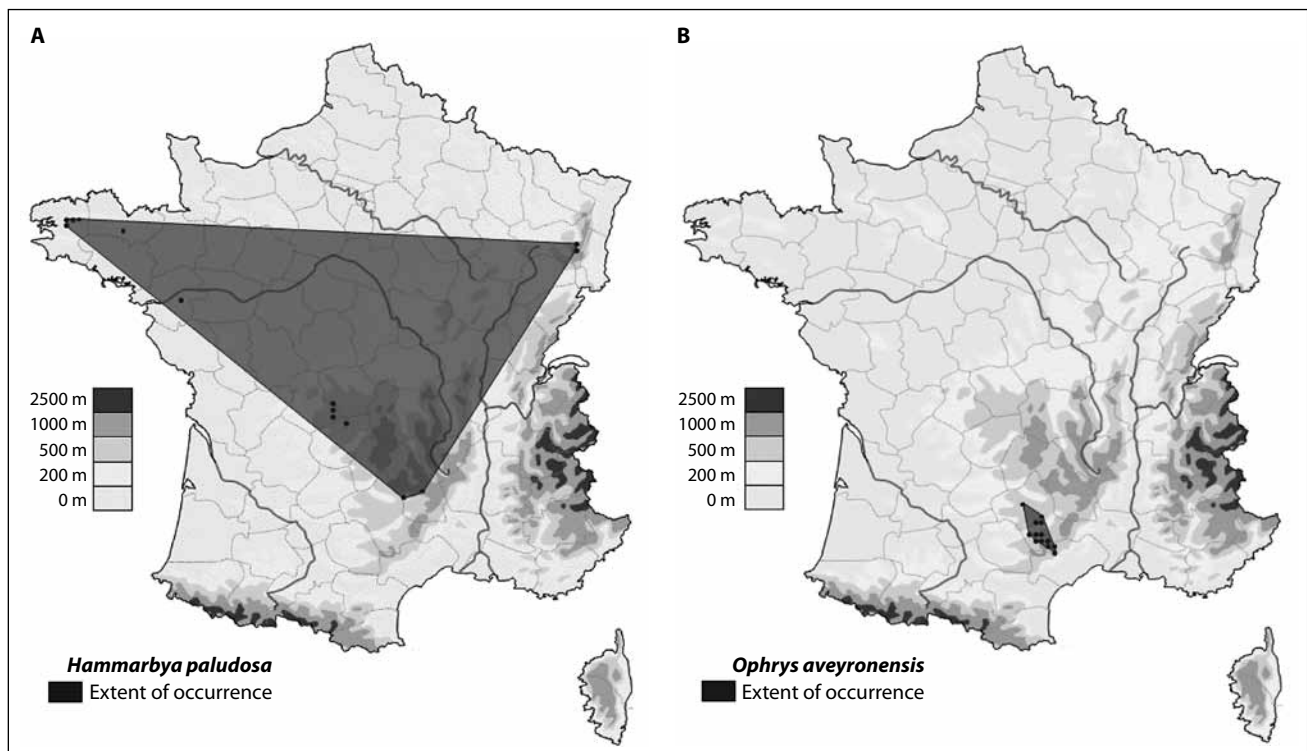 A
2500 m
1000 m
500 m
200 m
0 m
Hammarbya paludosa
Extent of occurrence
B
2500 m
1000 m
500 m
200 m
0 m
Ophrys aveyronensis
Extent of occurrence